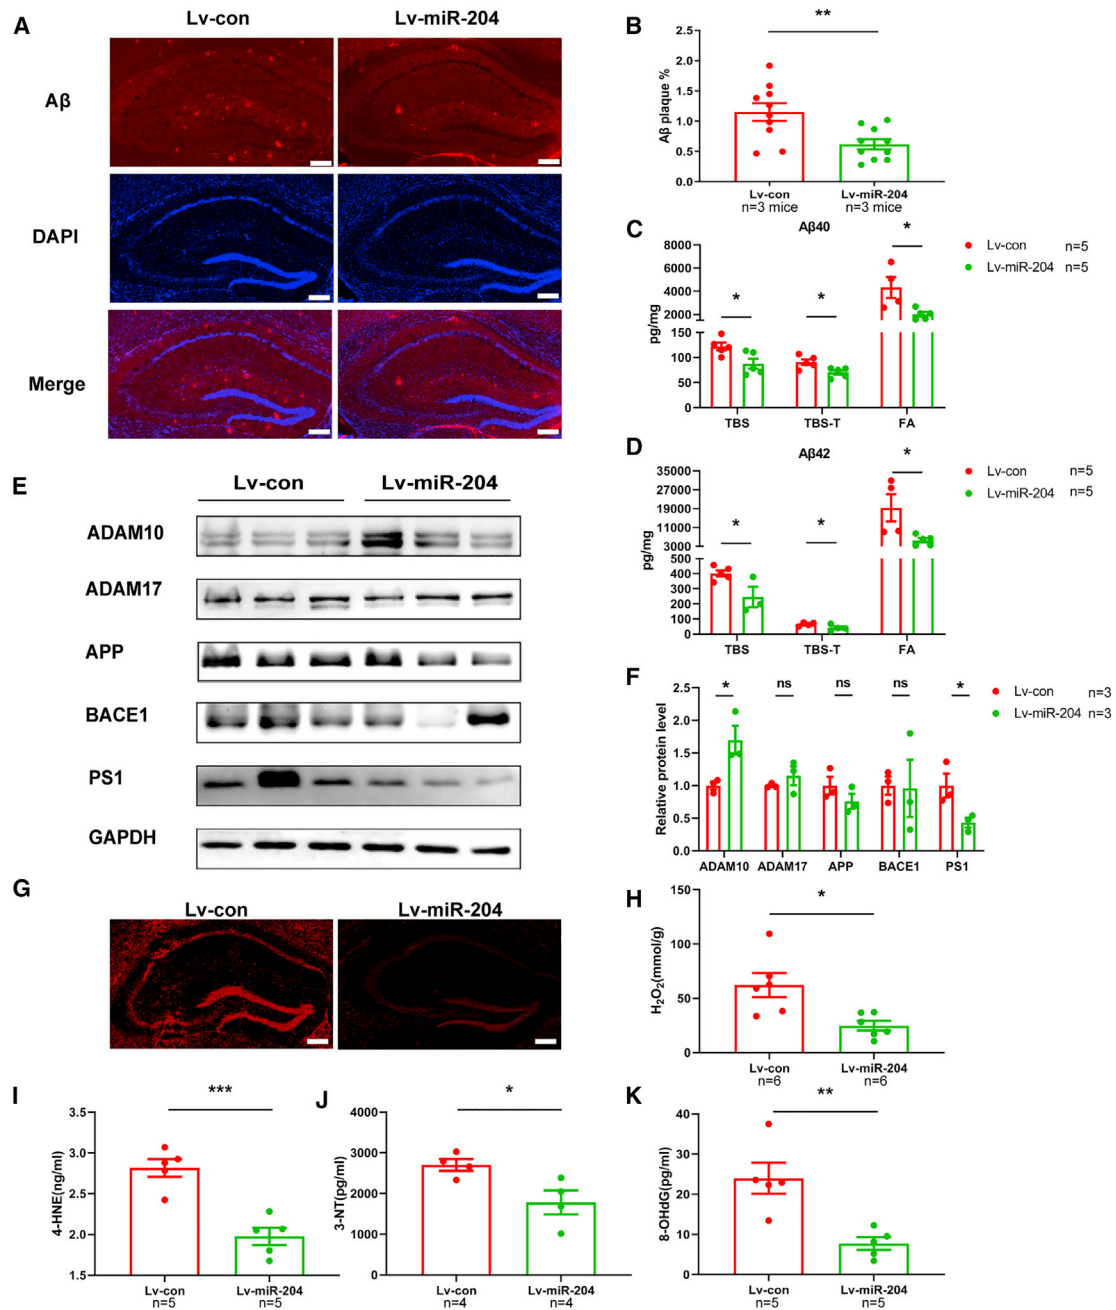 A
Lv-con
Lv-miR-204
Aβ
DAPI
Merge
B
**
Aβ plaque %
2.5
2.0
1.5
1.0
0.5
0.0
Lv-con
n=3 mice
Lv-miR-204
n=3 mice
C
Aβ40
pg/mg
8000
6000
4000
2000
150
100
50
0
*
*
*
TBS
TBS-T
FA
Lv-con n=5
Lv-miR-204 n=5
D
Aβ42
pg/mg
35000
27000
19000
11000
3000
500
400
300
200
100
0
*
*
*
TBS
TBS-T
FA
Lv-con n=5
Lv-miR-204 n=5
E
Lv-con
Lv-miR-204
ADAM10
ADAM17
APP
BACE1
PS1
GAPDH
F
Relative protein level
2.5
2.0
1.5
1.0
0.5
0.0
*
ns
ns
ns
*
ADAM10
ADAM17
APP
BACE1
PS1
Lv-con n=3
Lv-miR-204 n=3
G
Lv-con
Lv-miR-204
H
*
H₂O₂(mmol/g)
150
100
50
0
Lv-con
n=6
Lv-miR-204
n=6
I
***
4-HNE(ng/ml)
3.5
3.0
2.5
2.0
1.5
Lv-con
n=5
Lv-miR-204
n=5
J
*
3-NT(pg/ml)
4000
3000
2000
1000
0
Lv-con
n=4
Lv-miR-204
n=4
K
**
8-OHdG(pg/ml)
40
30
20
10
0
Lv-con
n=5
Lv-miR-204
n=5